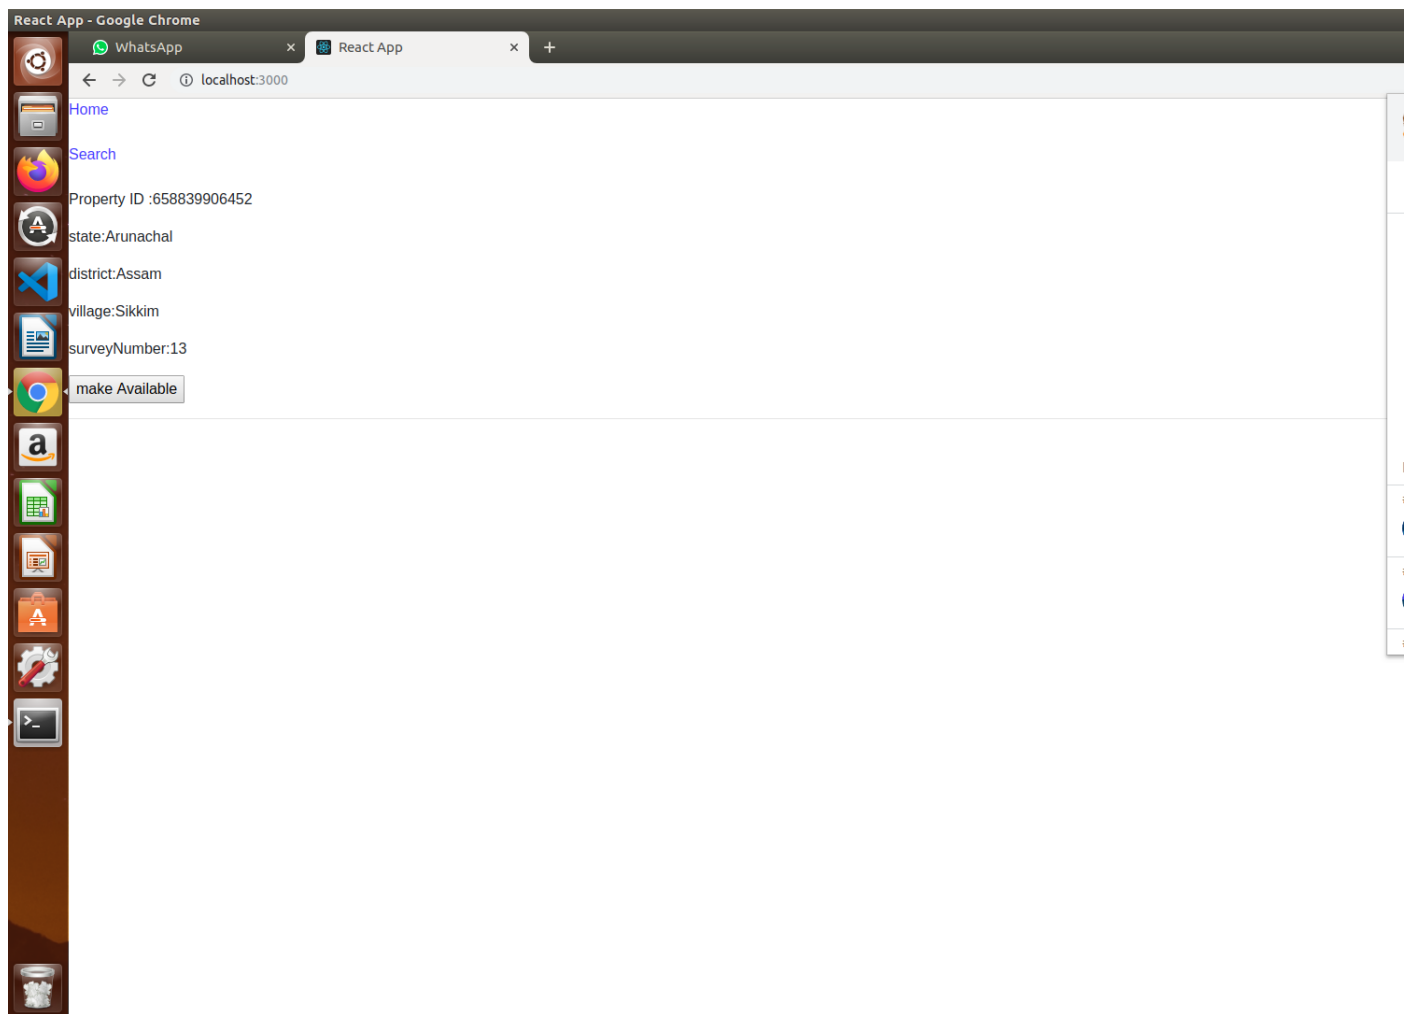 React App - Google Chrome
WhatsApp
React App
localhost:3000
Home
Search
Property ID :658839906452
state:Arunachal
district:Assam
village:Sikkim
surveyNumber:13
make Available